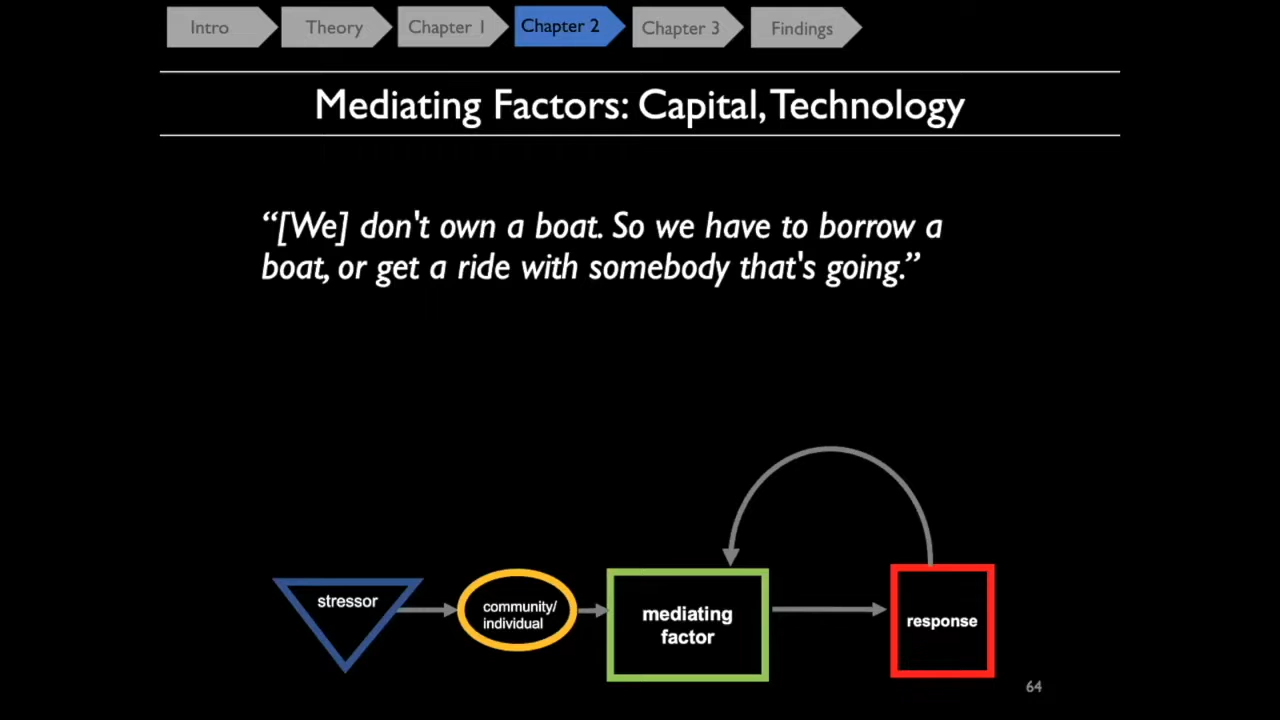 Intro
Theory
Chapter 1
Chapter 2
Chapter 3
Findings
Mediating Factors: Capital, Technology
“[We] don't own a boat. So we have to borrow a
boat, or get a ride with somebody that's going.”
stressor
community/
individual
mediating
factor
response
64